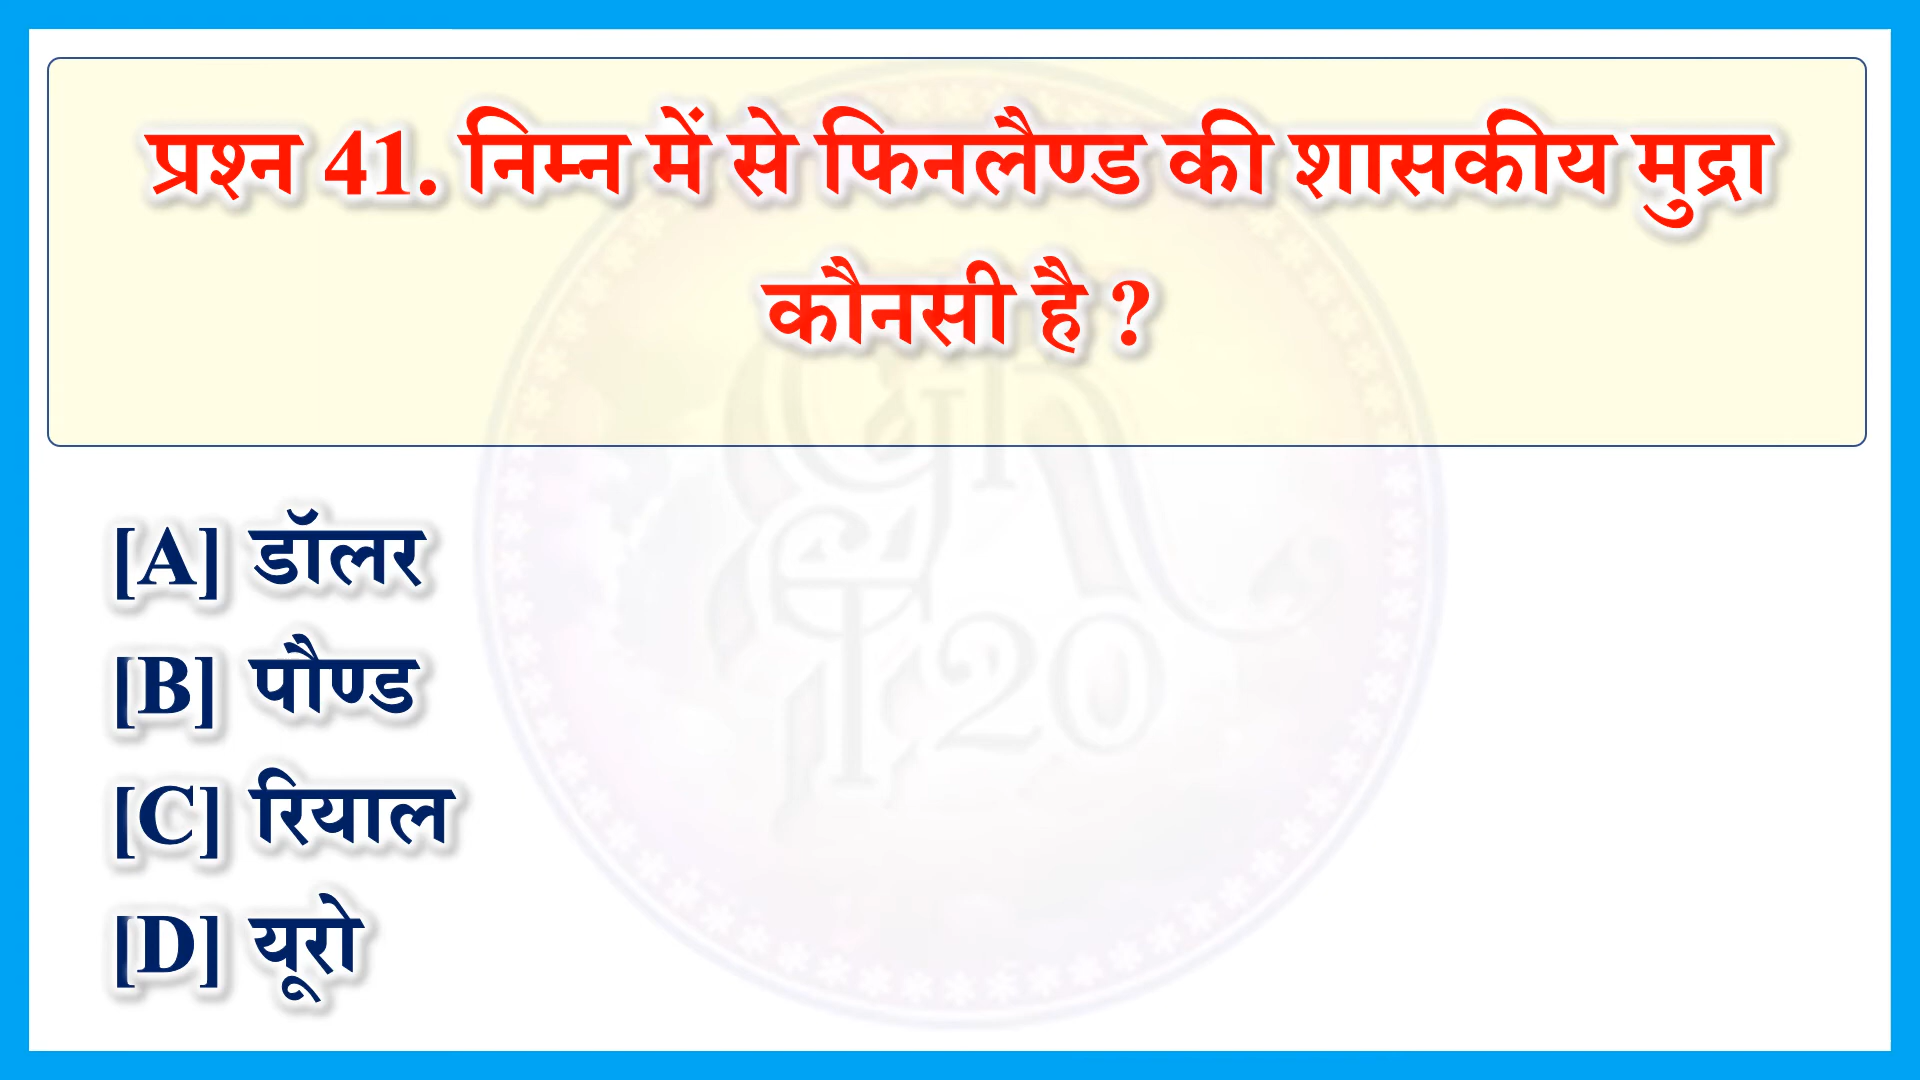 प्रश्न 41. निम्न में से फिनलैण्ड की शासकीय मुद्रा
कौनसी है ?
[A] डॉलर
[B] पौण्ड
[C] रियाल
[D] यूरो